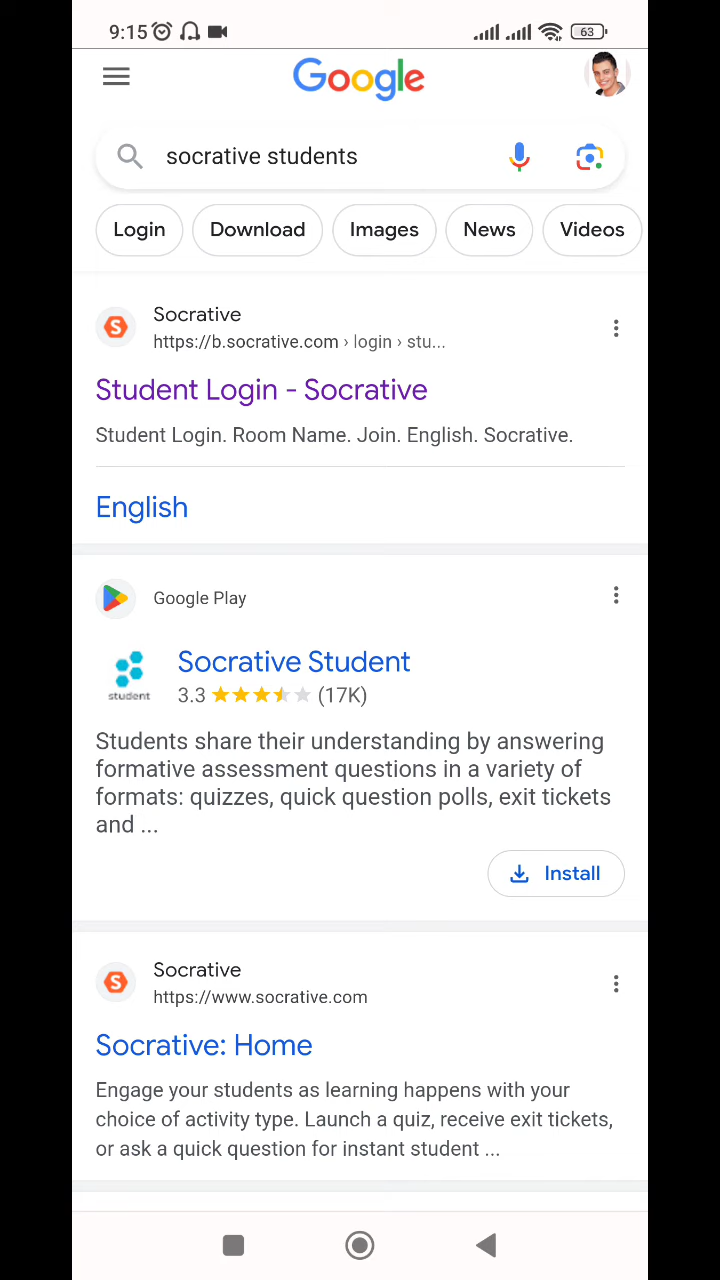 9:15
63
Google
socrative students
Login
Download
Images
News
Videos
Socrative
https://b.socrative.com › login › stu...
Student Login - Socrative
Student Login. Room Name. Join. English. Socrative.
English
Google Play
student
Socrative Student
3.3 ★★★★★ (17K)
Students share their understanding by answering
formative assessment questions in a variety of
formats: quizzes, quick question polls, exit tickets
and ...
Install
Socrative
https://www.socrative.com
Socrative: Home
Engage your students as learning happens with your
choice of activity type. Launch a quiz, receive exit tickets,
or ask a quick question for instant student ...